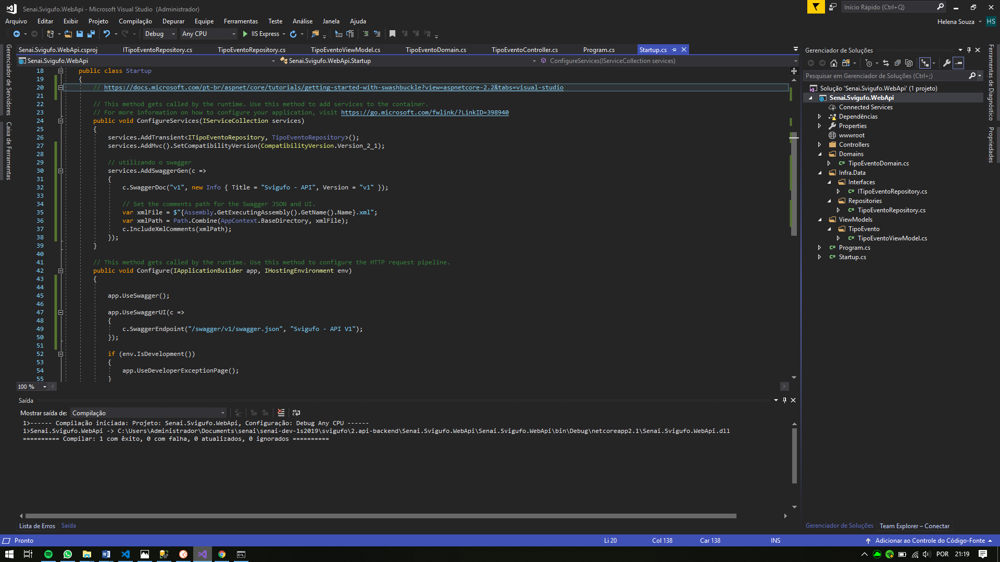 Senai.Svigufo.WebApi - Microsoft Visual Studio (Administrador)
Início Rápido (Ctrl+Q)
Arquivo Editar Exibir Projeto Compilação Depurar Equipe Ferramentas Teste Análise Janela Ajuda
Helena Souza HS
Debug Any CPU IIS Express
Gerenciador de Servidores
Caixa de Ferramentas
Senai.Svigufo.WebApi.csproj ITipoEventoRepository.cs TipoEventoRepository.cs TipoEventoViewModel.cs TipoEventoDomain.cs TipoEventoController.cs Program.cs Startup.cs
Senai.Svigufo.WebApi Senai.Svigufo.WebApi.Startup ConfigureServices(IServiceCollection services)
18 public class Startup
19 {
20 // https://docs.microsoft.com/pt-br/aspnet/core/tutorials/getting-started-with-swashbuckle?view=aspnetcore-2.2&tabs=visual-studio
21
22 // This method gets called by the runtime. Use this method to add services to the container.
23 // For more information on how to configure your application, visit https://go.microsoft.com/fwlink/?LinkID=398940
24 public void ConfigureServices(IServiceCollection services)
25 {
26 services.AddTransient<ITipoEventoRepository, TipoEventoRepository>();
27 services.AddMvc().SetCompatibilityVersion(CompatibilityVersion.Version_2_1);
28
29 // utilizando o swagger
30 services.AddSwaggerGen(c =>
31 {
32 c.SwaggerDoc("v1", new Info { Title = "Svigufo - API", Version = "v1" });
33
34 // Set the comments path for the Swagger JSON and UI.
35 var xmlFile = $"{Assembly.GetExecutingAssembly().GetName().Name}.xml";
36 var xmlPath = Path.Combine(AppContext.BaseDirectory, xmlFile);
37 c.IncludeXmlComments(xmlPath);
38 });
39 }
40
41 // This method gets called by the runtime. Use this method to configure the HTTP request pipeline.
42 public void Configure(IApplicationBuilder app, IHostingEnvironment env)
43 {
44
45 app.UseSwagger();
46
47 app.UseSwaggerUI(c =>
48 {
49 c.SwaggerEndpoint("/swagger/v1/swagger.json", "Svigufo - API V1");
50 });
51
52 if (env.IsDevelopment())
53 {
54 app.UseDeveloperExceptionPage();
55 }
100 %
Saída
Mostrar saída de: Compilação
1>------ Compilação iniciada: Projeto: Senai.Svigufo.WebApi, Configuração: Debug Any CPU ------
1>Senai.Svigufo.WebApi -> C:\Users\Administrador\Documents\senai\senai-dev-1s2019\svigufo\2.api-backend\Senai.Svigufo.WebApi\Senai.Svigufo.WebApi\bin\Debug\netcoreapp2.1\Senai.Svigufo.WebApi.dll
========== Compilar: 1 com êxito, 0 com falha, 0 atualizados, 0 ignorados ==========
Lista de Erros Saída
Gerenciador de Soluções
Pesquisar em Gerenciador de Soluções (Ctrl+;)
Solução 'Senai.Svigufo.WebApi' (1 projeto)
Senai.Svigufo.WebApi
Connected Services
Dependências
Properties
wwwroot
Controllers
Domains
C# TipoEventoDomain.cs
Infra.Data
Interfaces
C# ITipoEventoRepository.cs
Repositories
C# TipoEventoRepository.cs
ViewModels
TipoEvento
C# TipoEventoViewModel.cs
C# Program.cs
C# Startup.cs
Gerenciador de Soluções Team Explorer – Conectar
Ferramentas de Diagnóstico
Propriedades
Pronto Li 20 Col 138 Car 138 INS Adicionar ao Controle do Código-Fonte
POR 21:19